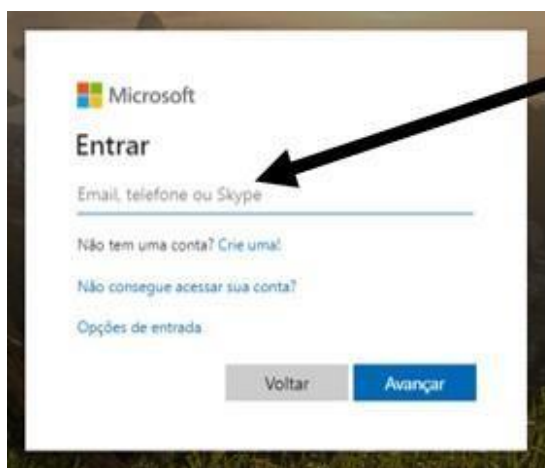 Microsoft
Entrar
Email, telefone ou Skype
Não tem uma conta? Crie uma!
Não consegue acessar sua conta?
Opções de entrada
Voltar Avançar